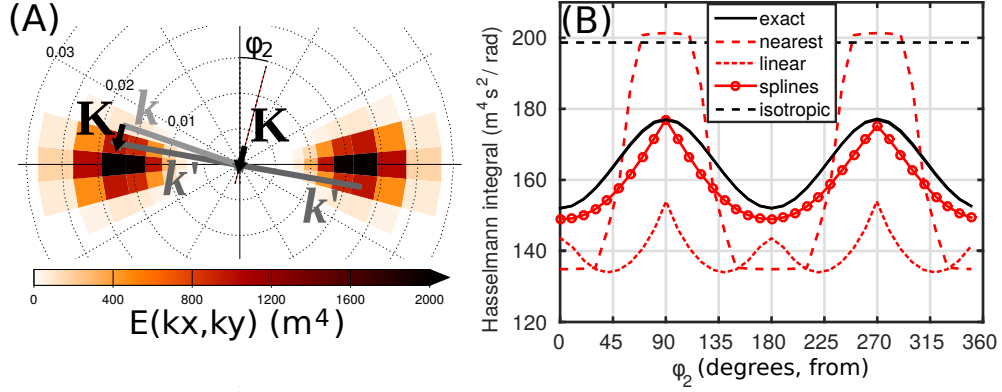 (A)
φ2
0.03
0.02
0.01
K
k
K
k'
k'
0 400 800 1200 1600 2000
E(kx,ky) (m4)
(B)
exact
nearest
linear
splines
isotropic
Hasselmann integral (m4 s2 / rad)
200
180
160
140
120
0 45 90 135 180 225 270 315 360
φ2 (degrees, from)